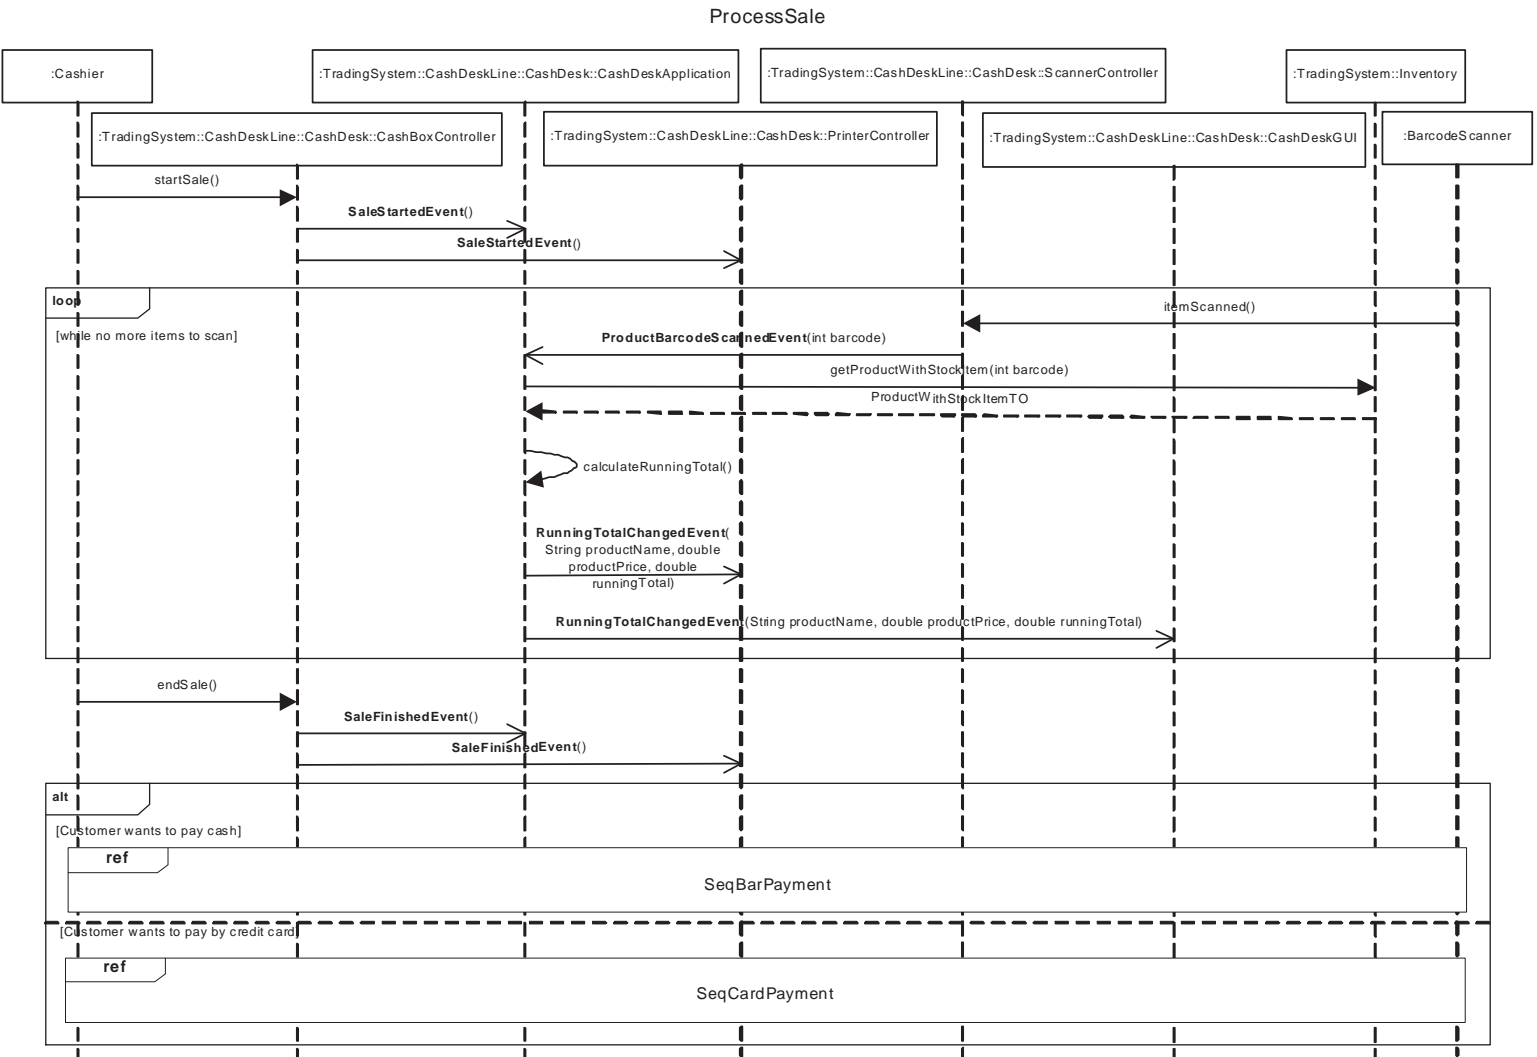 ProcessSale
:Cashier
:TradingSystem::CashDeskLine::CashDesk::CashDeskApplication
:TradingSystem::CashDeskLine::CashDesk::ScannerController
:TradingSystem::Inventory
:TradingSystem::CashDeskLine::CashDesk::CashBoxController
:TradingSystem::CashDeskLine::CashDesk::PrinterController
:TradingSystem::CashDeskLine::CashDesk::CashDeskGUI
:BarcodeScanner
startSale()
SaleStartedEvent()
SaleStartedEvent()
loop
[while no more items to scan]
itemScanned()
ProductBarcodeScannedEvent(int barcode)
getProductWithStockItem(int barcode)
ProductWithStockItemTO
calculateRunningTotal()
RunningTotalChangedEvent(
String productName, double
productPrice, double
runningTotal)
RunningTotalChangedEvent(String productName, double productPrice, double runningTotal)
endSale()
SaleFinishedEvent()
SaleFinishedEvent()
alt
[Customer wants to pay cash]
ref
SeqBarPayment
[Customer wants to pay by credit card]
ref
SeqCardPayment